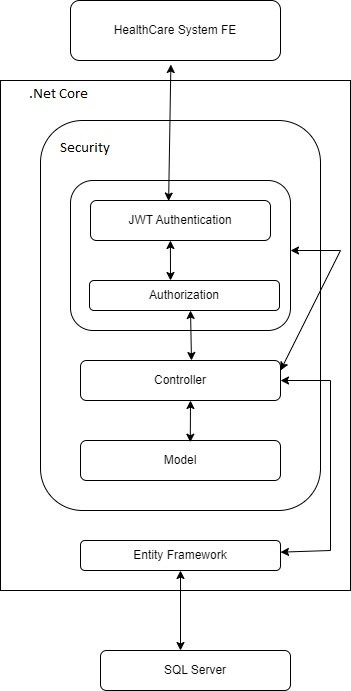 HealthCare System FE
.Net Core
Security
JWT Authentication
Authorization
Controller
Model
Entity Framework
SQL Server